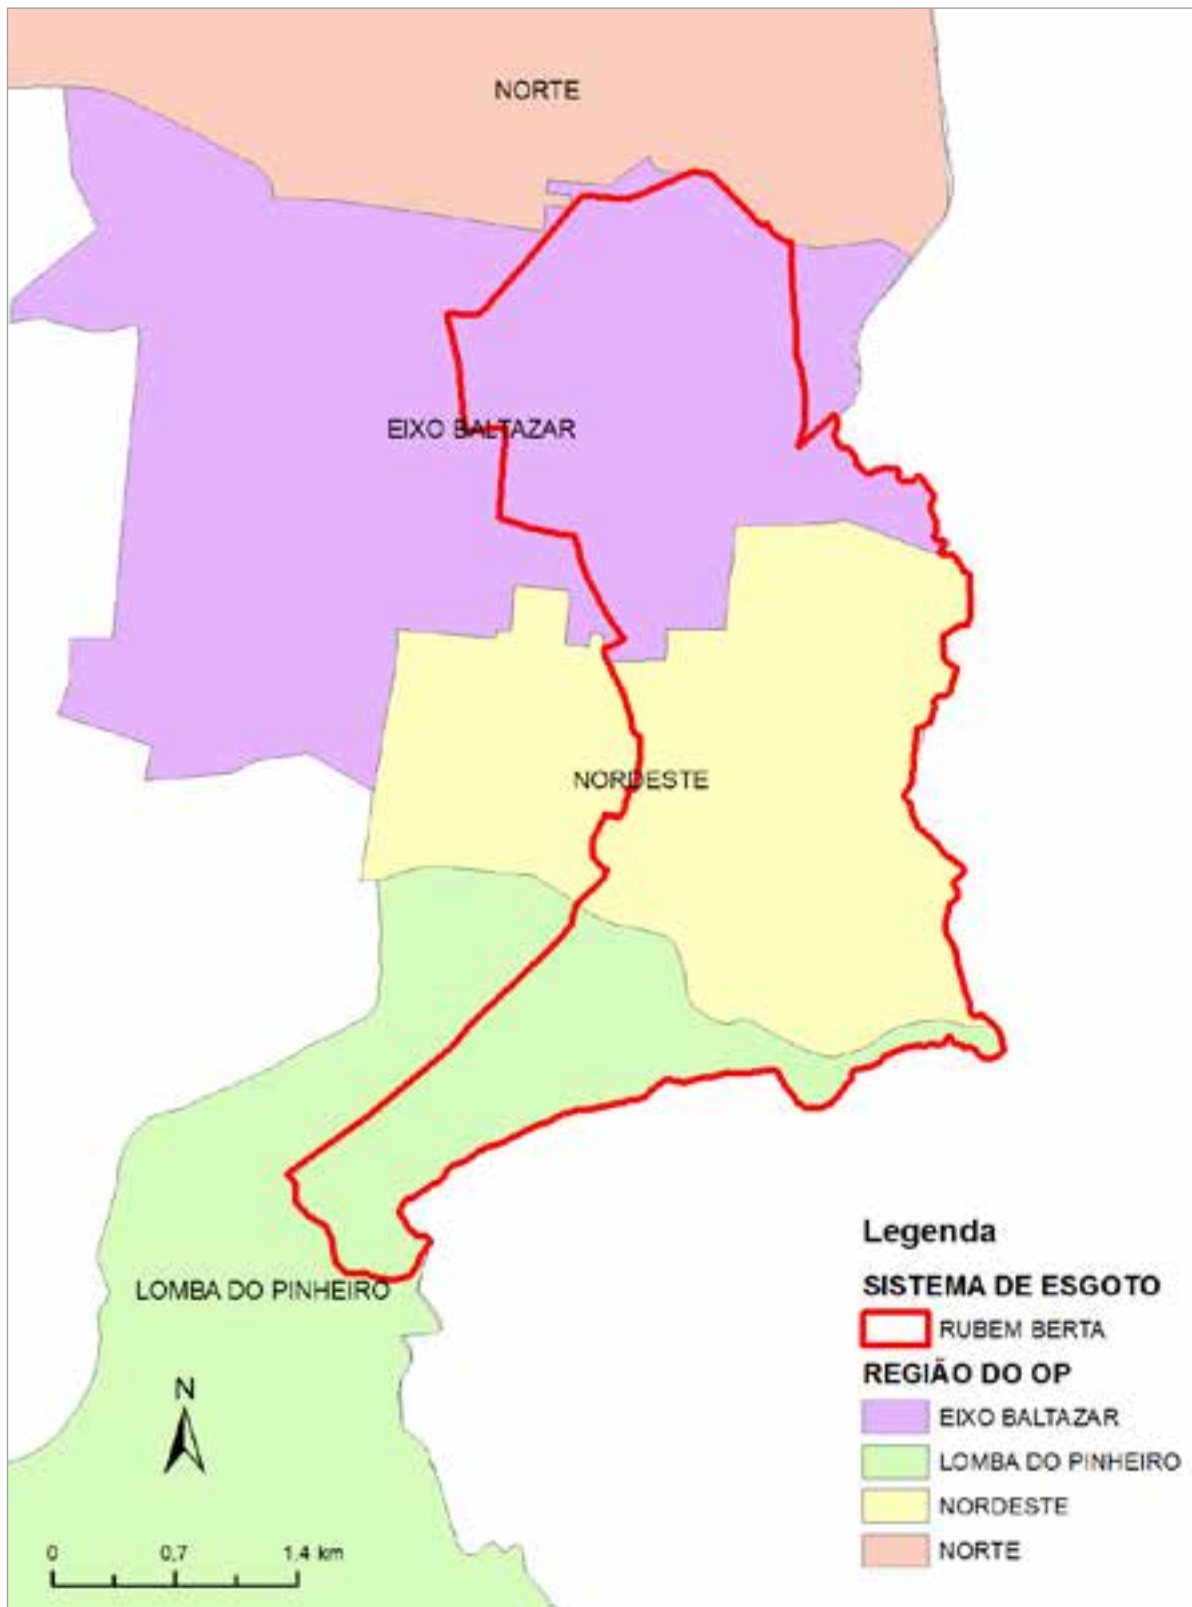 NORTE
EIXO BALTAZAR
NORDESTE
LOMBA DO PINHEIRO
N
0 0,7 1,4 km
Legenda
SISTEMA DE ESGOTO
RUBEM BERTA
REGIÃO DO OP
EIXO BALTAZAR
LOMBA DO PINHEIRO
NORDESTE
NORTE